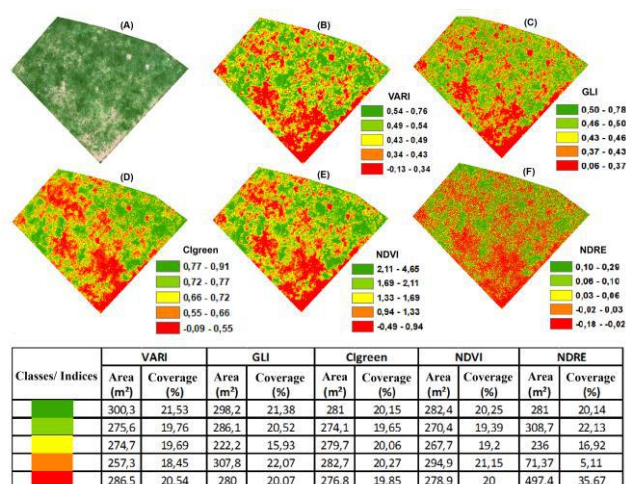 (A)
(B)
(C)
VARI
0,54 - 0,76
0,49 - 0,54
0,43 - 0,49
0,34 - 0,43
-0,13 - 0,34
GLI
0,50 - 0,78
0,46 - 0,50
0,43 - 0,46
0,37 - 0,43
0,06 - 0,37
(D)
(E)
(F)
CIgreen
0,77 - 0,91
0,72 - 0,77
0,66 - 0,72
0,55 - 0,66
-0,09 - 0,55
NDVI
2,11 - 4,65
1,69 - 2,11
1,33 - 1,69
0,94 - 1,33
-0,49 - 0,94
NDRE
0,10 - 0,29
0,06 - 0,10
0,03 - 0,06
-0,02 - 0,03
-0,18 - -0,02
Classes/ Indices VARI GLI CIgreen NDVI NDRE
Area (m²) Coverage (%) Area (m²) Coverage (%) Area (m²) Coverage (%) Area (m²) Coverage (%) Area (m²) Coverage (%)
300,3 21,53 298,2 21,38 281 20,15 282,4 20,25 281 20,14
275,6 19,76 286,1 20,52 274,1 19,65 270,4 19,39 308,7 22,13
274,7 19,69 222,2 15,93 279,7 20,06 267,7 19,2 236 16,92
257,3 18,45 307,8 22,07 282,7 20,27 294,9 21,15 71,37 5,11
286,5 20,54 280 20,07 276,8 19,85 278,9 20 497,4 35,67